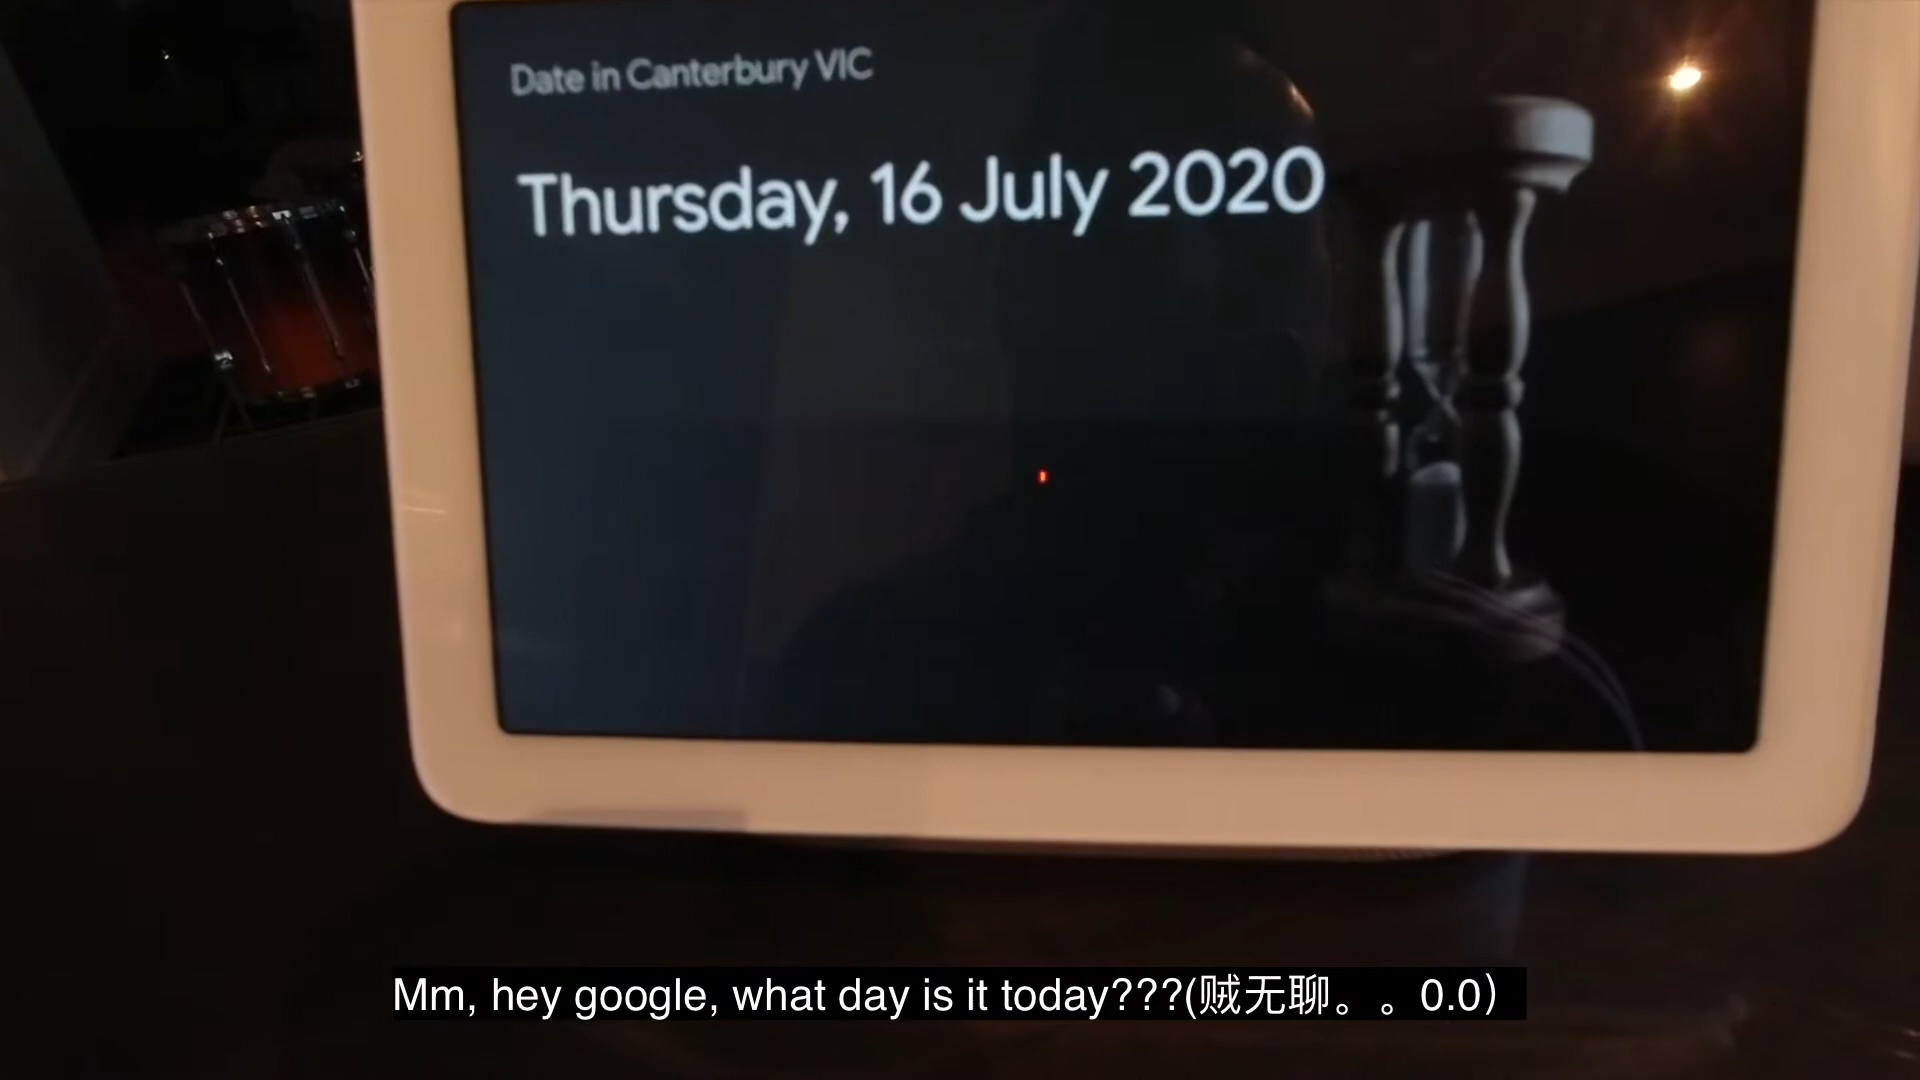 Date in Canterbury VIC
Thursday, 16 July 2020
Mm, hey google, what day is it today???(贼无聊。。0.0）